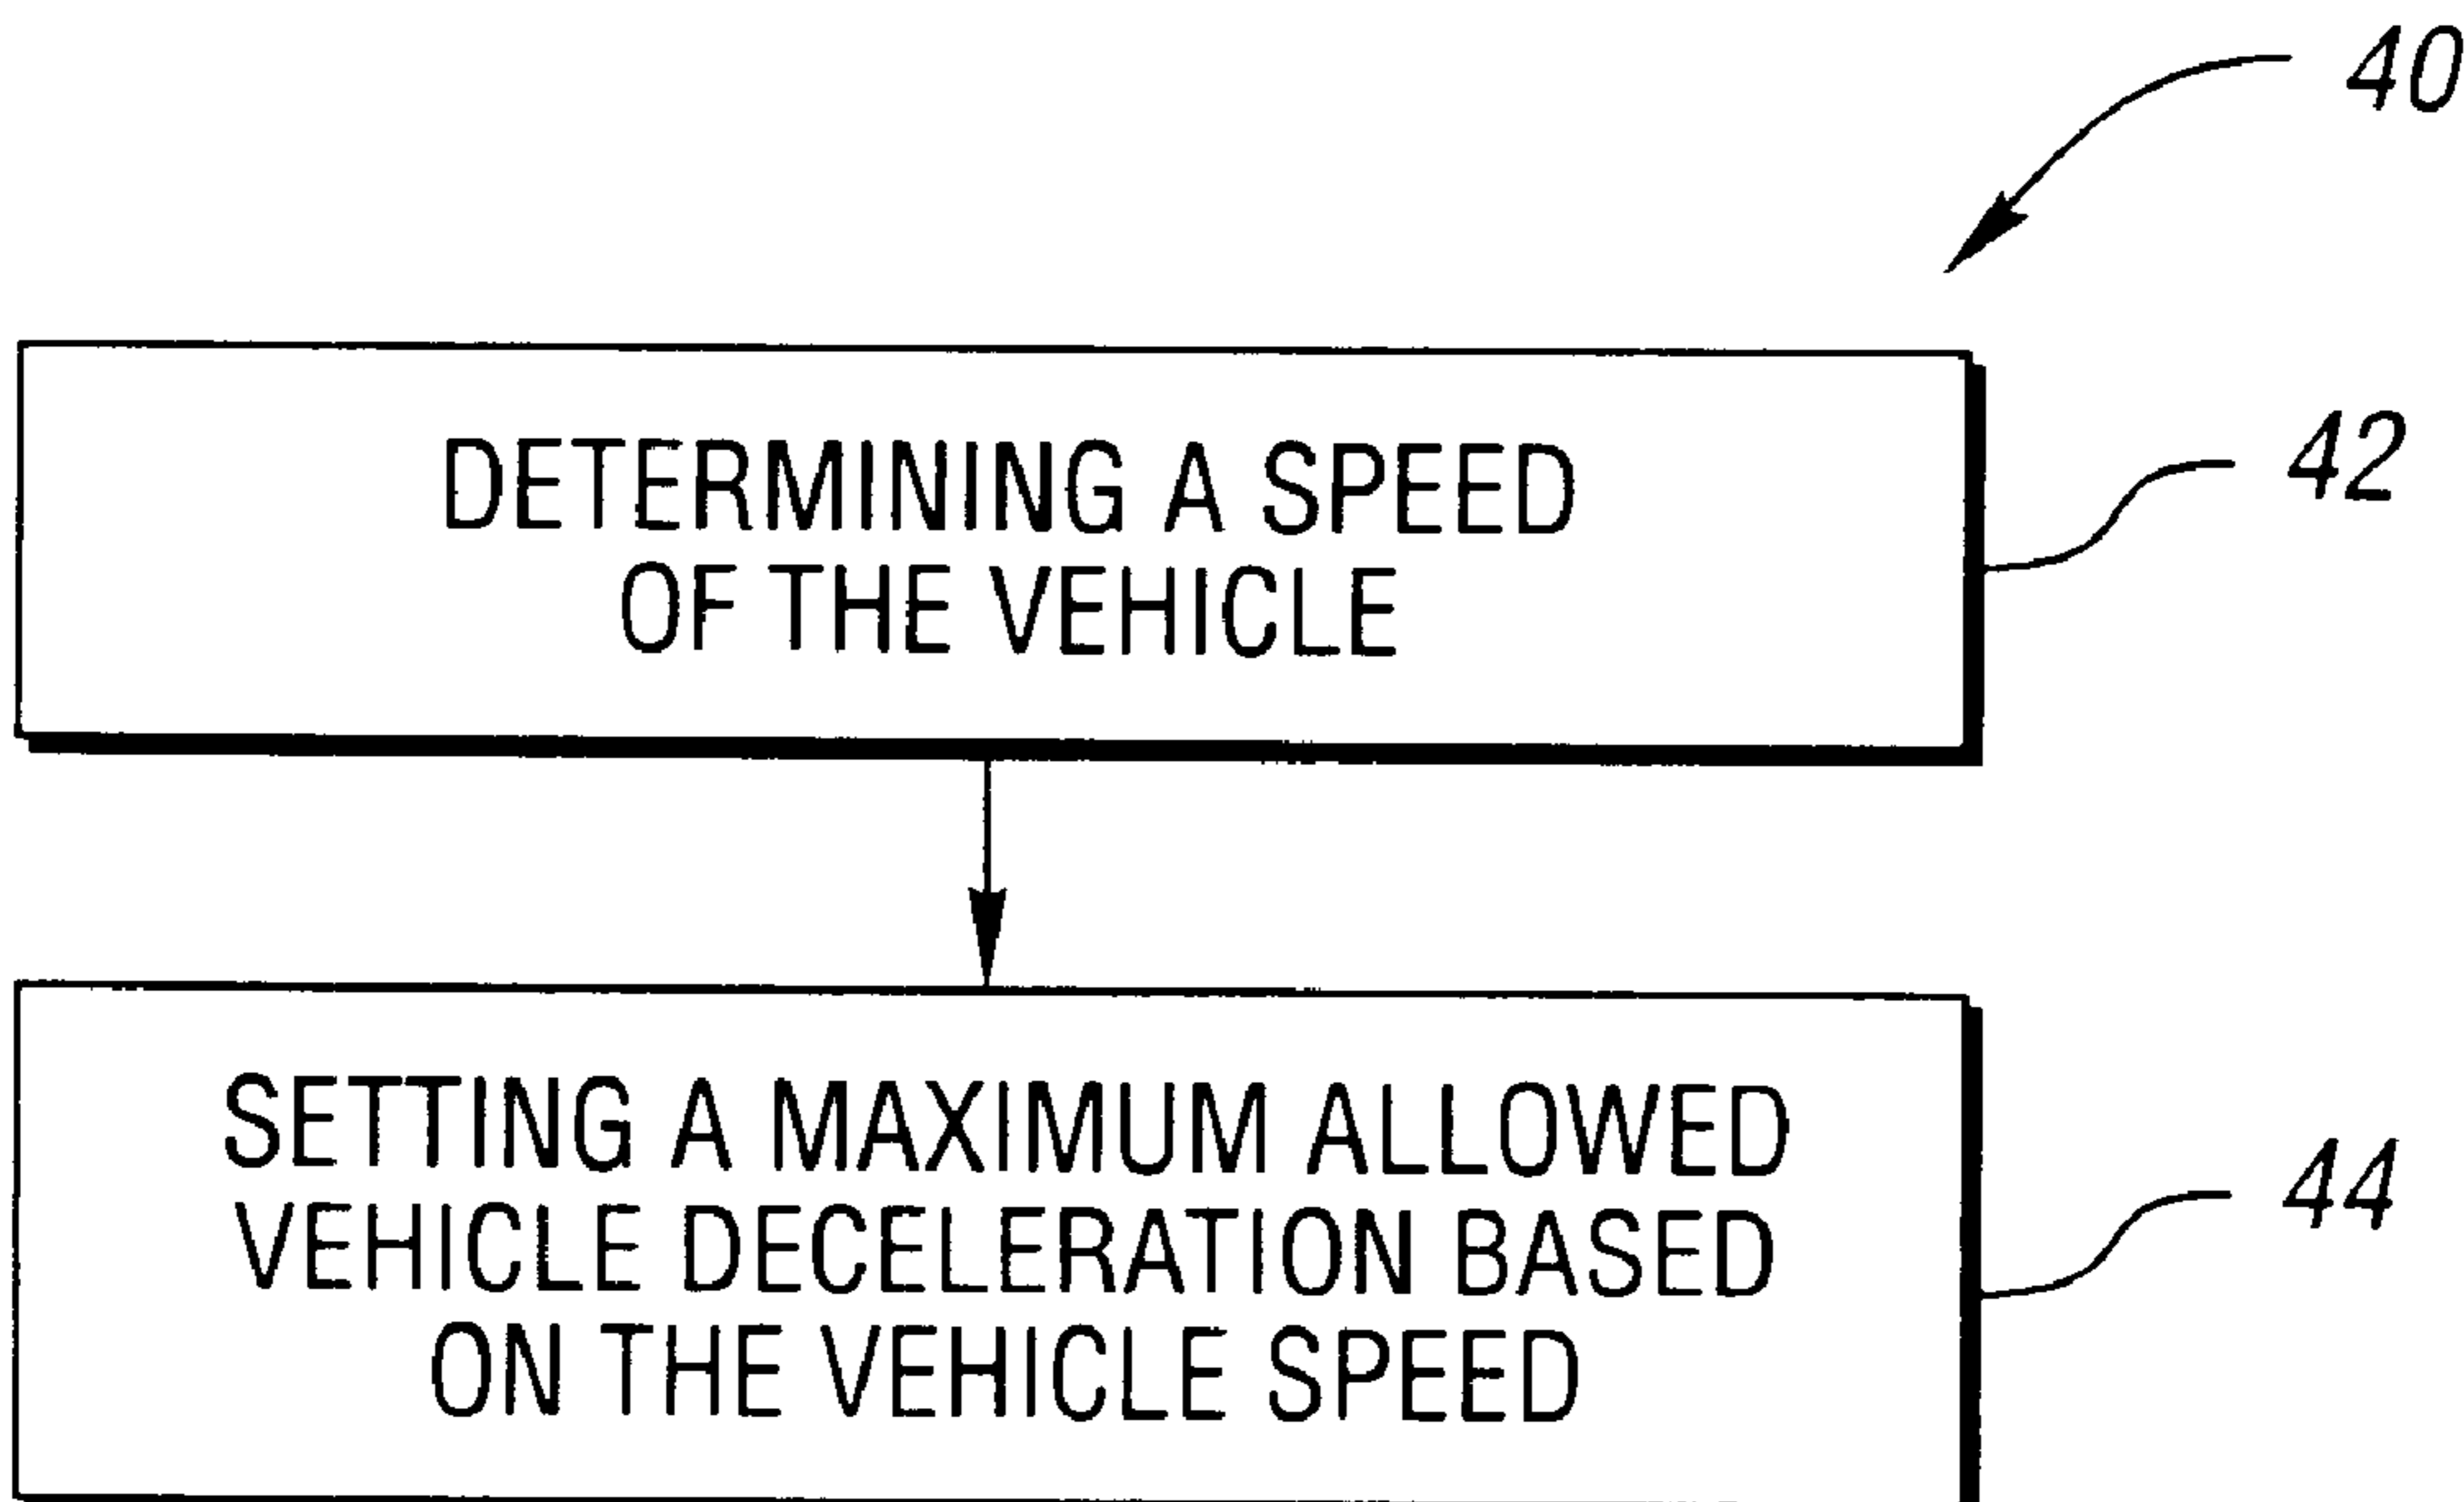 40
DETERMINING A SPEED
OF THE VEHICLE
42
SETTING A MAXIMUM ALLOWED
VEHICLE DECELERATION BASED
ON THE VEHICLE SPEED
44